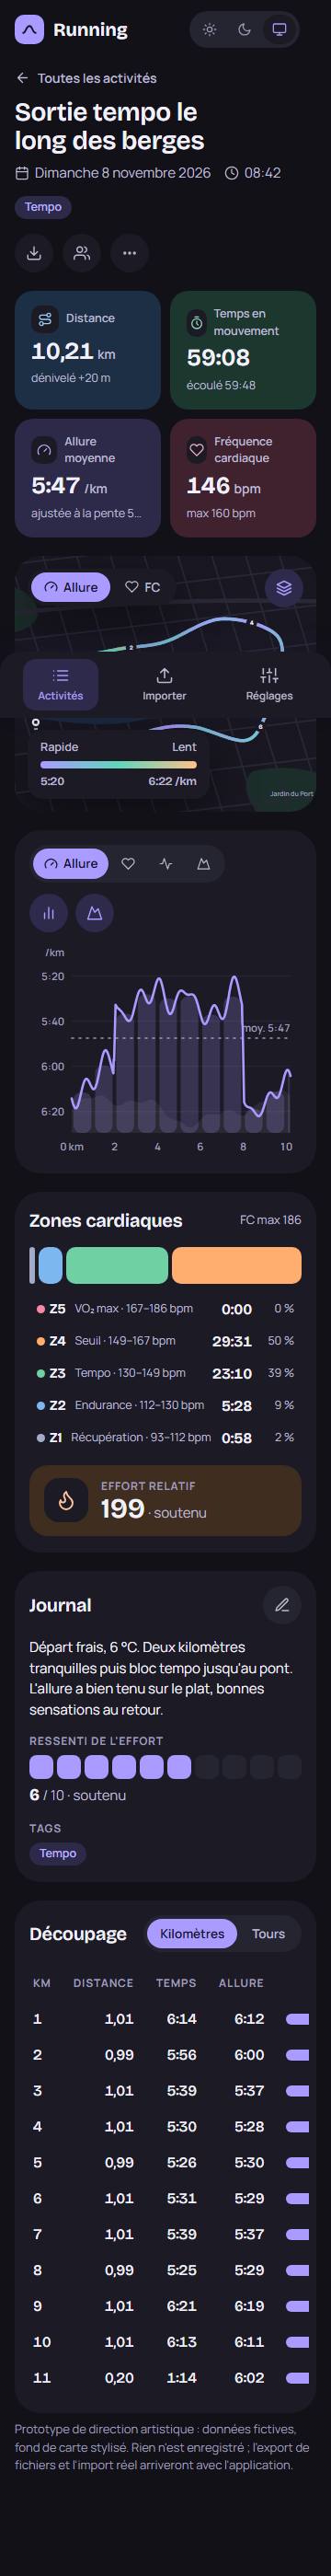 Running
Toutes les activités
Sortie tempo le
long des berges
Dimanche 8 novembre 2026 08:42
Tempo
Distance
10,21 km
dénivelé +20 m
Temps en
mouvement
59:08
écoulé 59:48
Allure
moyenne
5:47 /km
ajustée à la pente 5…
Fréquence
cardiaque
146 bpm
max 160 bpm
Allure FC
2
4
Activités Importer Réglages
6
Rapide Lent
5:20 6:22 /km
Jardin du Port
Allure
/km
5:20
5:40
moy. 5:47
6:00
6:20
0 km 2 4 6 8 10
Zones cardiaques FC max 186
Z5 VO₂ max · 167–186 bpm 0:00 0 %
Z4 Seuil · 149–167 bpm 29:31 50 %
Z3 Tempo · 130–149 bpm 23:10 39 %
Z2 Endurance · 112–130 bpm 5:28 9 %
Z1 Récupération · 93–112 bpm 0:58 2 %
EFFORT RELATIF
199 · soutenu
Journal
Départ frais, 6 °C. Deux kilomètres
tranquilles puis bloc tempo jusqu'au pont.
L'allure a bien tenu sur le plat, bonnes
sensations au retour.
RESSENTI DE L'EFFORT
6 / 10 · soutenu
TAGS
Tempo
Découpage Kilomètres Tours
KM DISTANCE TEMPS ALLURE
1 1,01 6:14 6:12
2 0,99 5:56 6:00
3 1,01 5:39 5:37
4 1,01 5:30 5:28
5 0,99 5:26 5:30
6 1,01 5:31 5:29
7 1,01 5:39 5:37
8 0,99 5:25 5:29
9 1,01 6:21 6:19
10 1,01 6:13 6:11
11 0,20 1:14 6:02
Prototype de direction artistique : données fictives,
fond de carte stylisé. Rien n'est enregistré ; l'export de
fichiers et l'import réel arriveront avec l'application.